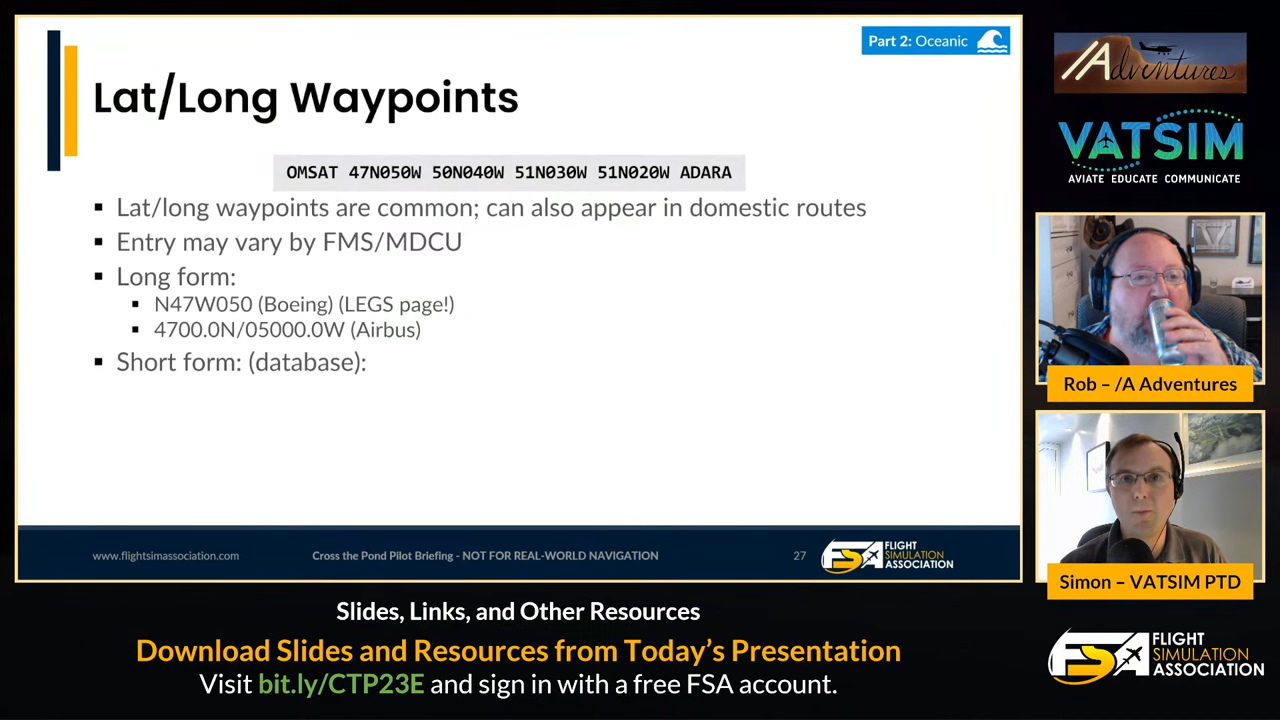 Part 2: Oceanic
Lat/Long Waypoints
OMSAT 47N050W 50N040W 51N030W 51N020W ADARA
▪ Lat/long waypoints are common; can also appear in domestic routes
▪ Entry may vary by FMS/MDCU
▪ Long form:
▪ N47W050 (Boeing) (LEGS page!)
▪ 4700.0N/05000.0W (Airbus)
▪ Short form: (database):
www.flightsimassociation.com
Cross the Pond Pilot Briefing - NOT FOR REAL-WORLD NAVIGATION
27
FSA
FLIGHT
SIMULATION
ASSOCIATION
/Adventures
VATSIM
AVIATE EDUCATE COMMUNICATE
Rob – /A Adventures
Simon – VATSIM PTD
Slides, Links, and Other Resources
Download Slides and Resources from Today's Presentation
Visit bit.ly/CTP23E and sign in with a free FSA account.
FSA
FLIGHT
SIMULATION
ASSOCIATION